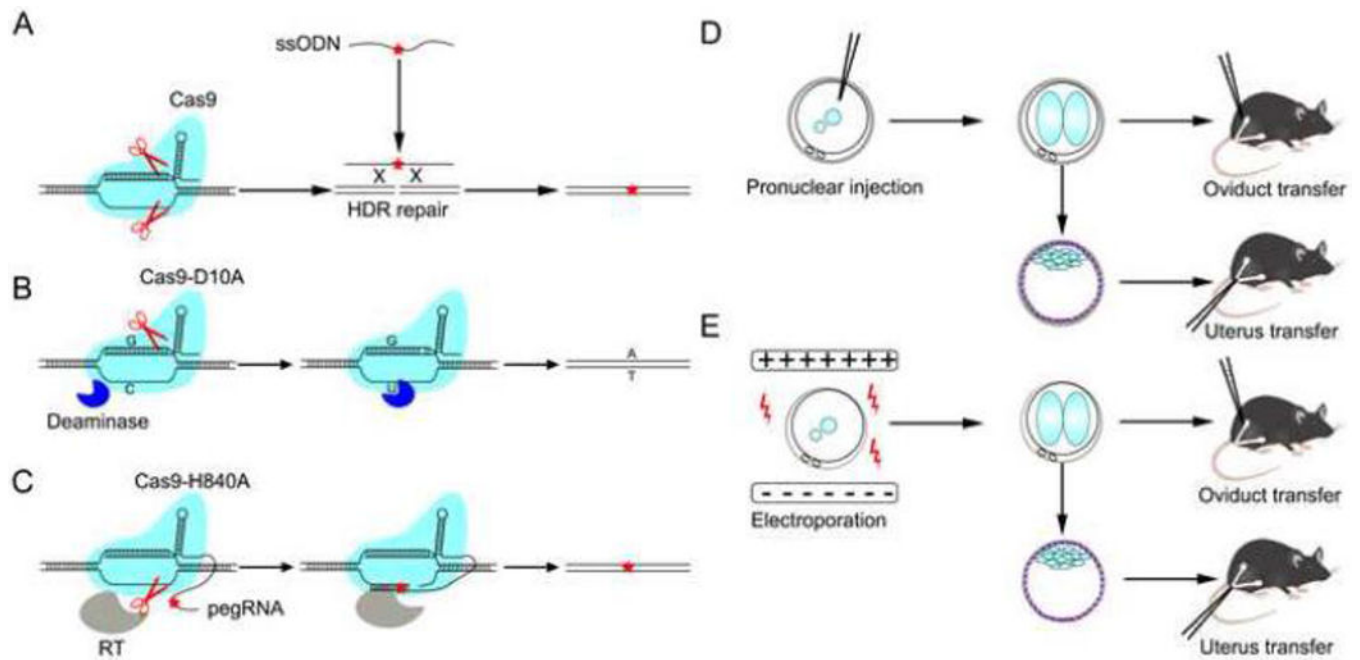 A
ssODN
Cas9
X X
HDR repair
B
Cas9-D10A
G
C
Deaminase
G
U
A
T
C
Cas9-H840A
pegRNA
RT
D
Pronuclear injection
Oviduct transfer
Uterus transfer
E
+ + + + + + +
- - - - - - -
Electroporation
Oviduct transfer
Uterus transfer